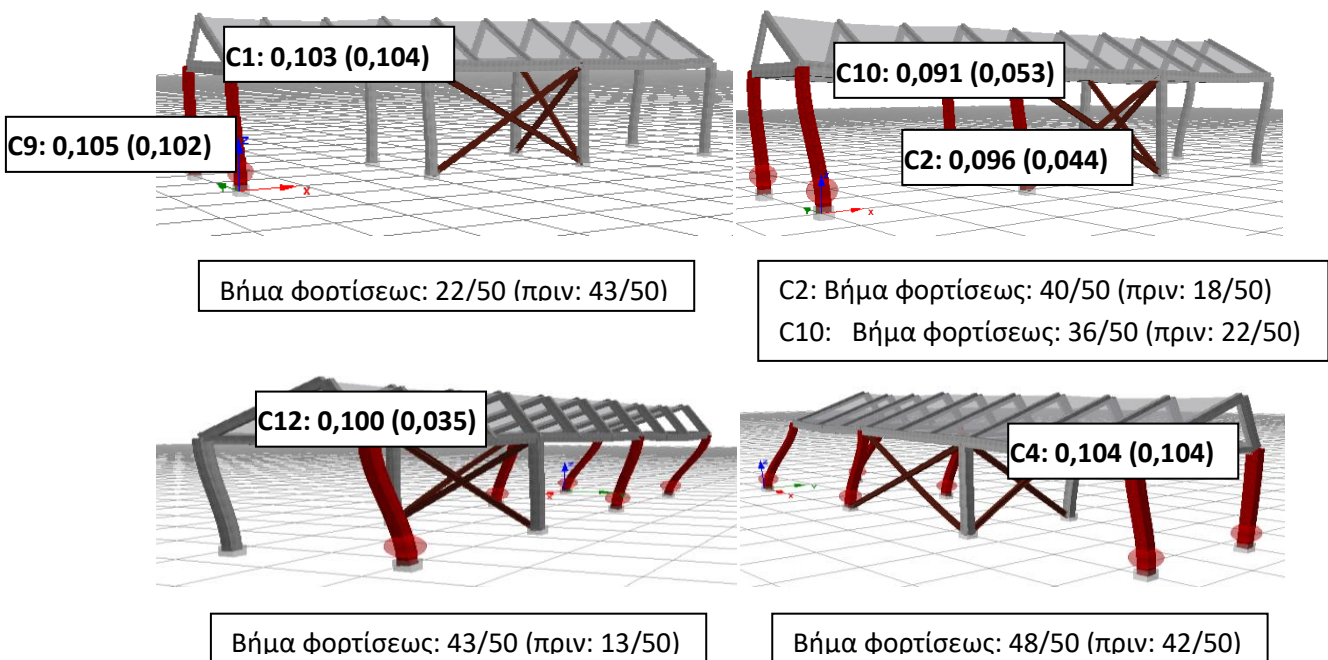 C1: 0,103 (0,104)
C9: 0,105 (0,102)
C10: 0,091 (0,053)
C2: 0,096 (0,044)
Βήμα φορτίσεως: 22/50 (πριν: 43/50)
C2: Βήμα φορτίσεως: 40/50 (πριν: 18/50)
C10: Βήμα φορτίσεως: 36/50 (πριν: 22/50)
C12: 0,100 (0,035)
C4: 0,104 (0,104)
Βήμα φορτίσεως: 43/50 (πριν: 13/50)
Βήμα φορτίσεως: 48/50 (πριν: 42/50)